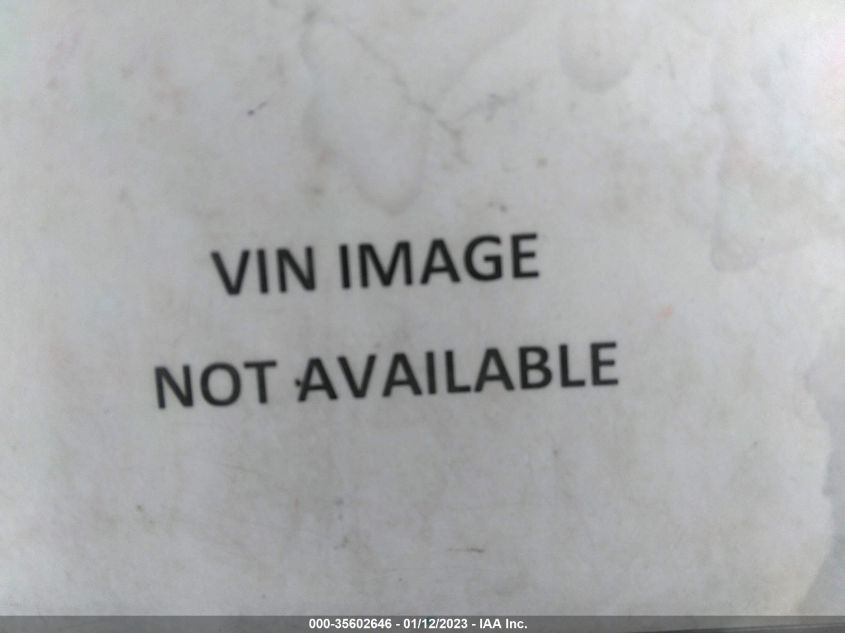 VIN IMAGE
NOT AVAILABLE
000-35602646 - 01/12/2023 - IAA Inc.